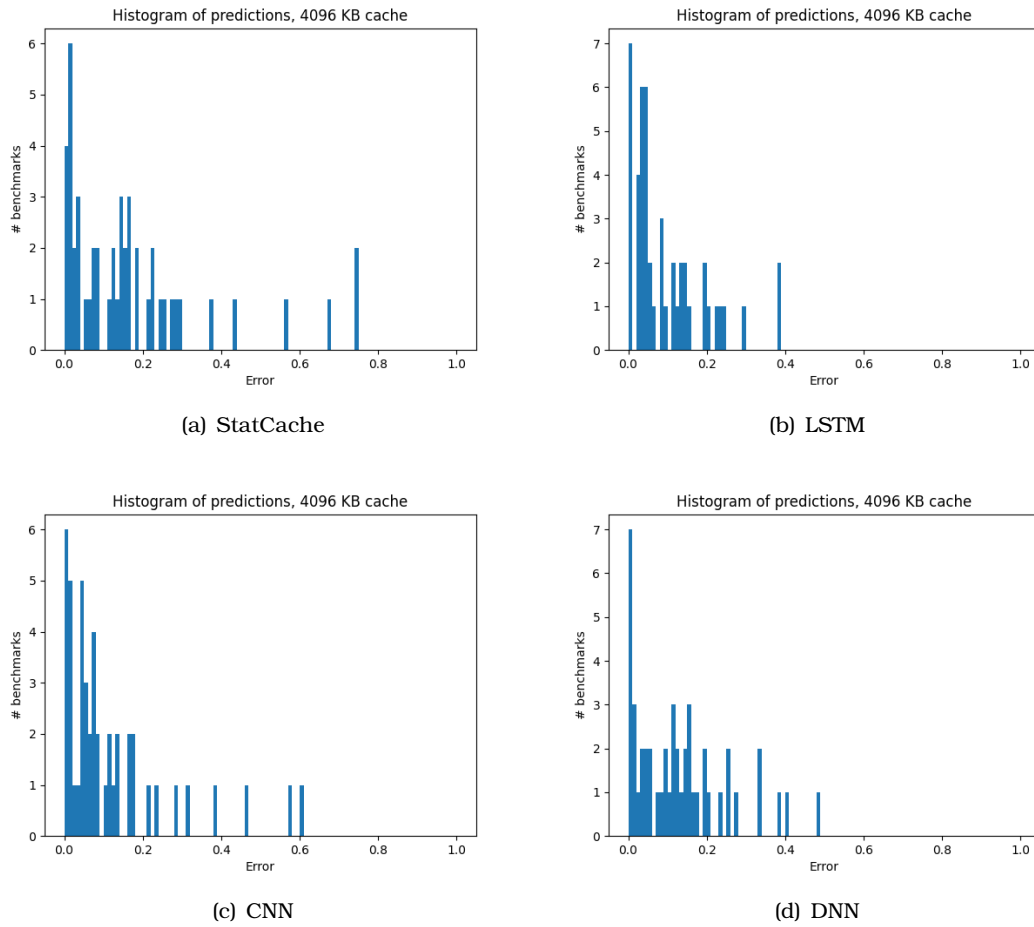 Histogram of predictions, 4096 KB cache
6
5
4
3
2
1
0
# benchmarks
0.0 0.2 0.4 0.6 0.8 1.0
Error
(a) StatCache
Histogram of predictions, 4096 KB cache
7
6
5
4
3
2
1
0
# benchmarks
0.0 0.2 0.4 0.6 0.8 1.0
Error
(b) LSTM
Histogram of predictions, 4096 KB cache
6
5
4
3
2
1
0
# benchmarks
0.0 0.2 0.4 0.6 0.8 1.0
Error
(c) CNN
Histogram of predictions, 4096 KB cache
7
6
5
4
3
2
1
0
# benchmarks
0.0 0.2 0.4 0.6 0.8 1.0
Error
(d) DNN